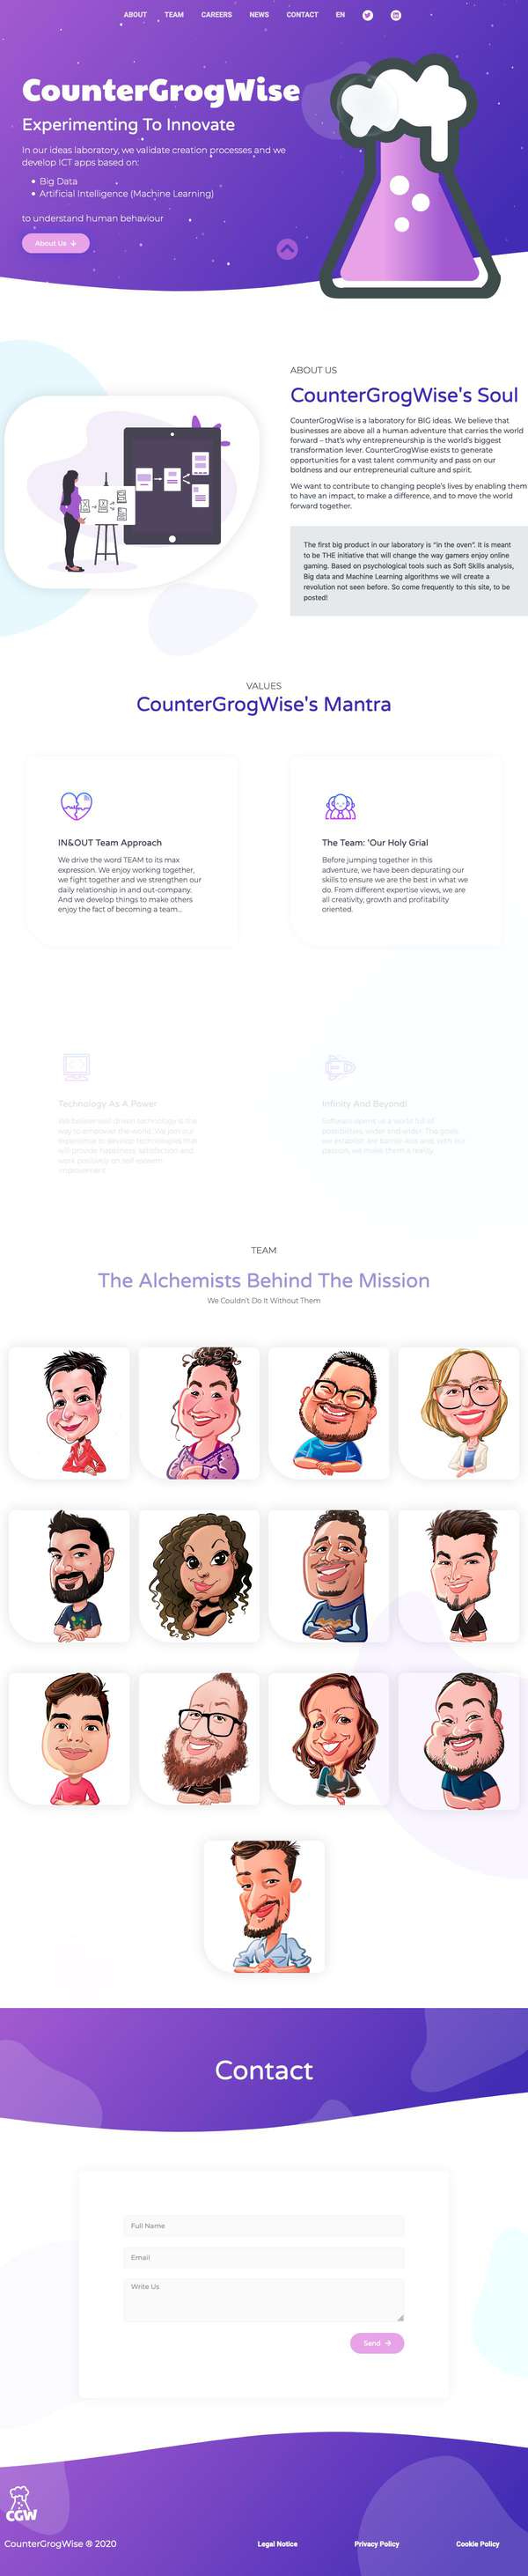 ABOUT TEAM CAREERS NEWS CONTACT EN
CounterGrogWise
Experimenting To Innovate
In our ideas laboratory, we validate creation processes and we
develop ICT apps based on:
Big Data
Artificial Intelligence (Machine Learning)
to understand human behaviour
About Us
ABOUT US
CounterGrogWise's Soul
CounterGrogWise is a laboratory for BIG ideas. We believe that
businesses are above all a human adventure that carries the world
forward – that's why entrepreneurship is the world's biggest
transformation lever. CounterGrogWise exists to generate
opportunities for a vast talent community and pass on our
boldness and our entrepreneurial culture and spirit.
We want to contribute to changing people's lives by enabling them
to have an impact, to make a difference, and to move the world
forward together.
The first big product in our laboratory is "in the oven". It is meant
to be THE initiative that will change the way gamers enjoy online
gaming. Based on psychological tools such as Soft Skills analysis,
Big data and Machine Learning algorithms we will create a
revolution not seen before. So come frequently to this site, to be
posted!
VALUES
CounterGrogWise's Mantra
IN&OUT Team Approach
We drive the word TEAM to its max
expression. We enjoy working together,
we fight together and we strengthen our
daily relationship in and out-company.
And we develop things to make others
enjoy the fact of becoming a team...
The Team: 'Our Holy Grial
Before jumping together in this
adventure, we have been depurating our
skills to ensure we are the best in what we
do. From different expertise views, we are
all creativity, growth and profitability
oriented.
Technology As A Power
Infinity And Beyond!
TEAM
The Alchemists Behind The Mission
We Couldn't Do It Without Them
Contact
Full Name
Email
Write Us
Send
CGW
CounterGrogWise ® 2020
Legal Notice Privacy Policy Cookie Policy